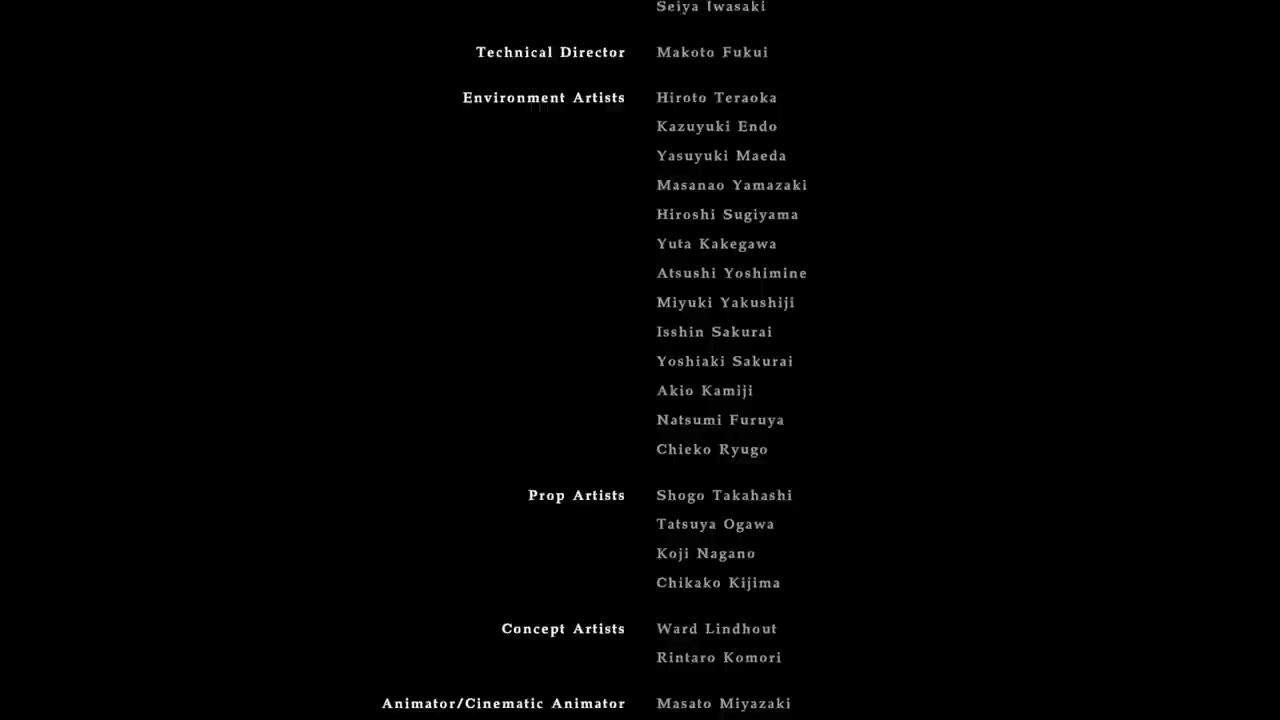 Seiya Iwasaki
Technical Director Makoto Fukui
Environment Artists Hiroto Teraoka
Kazuyuki Endo
Yasuyuki Maeda
Masanao Yamazaki
Hiroshi Sugiyama
Yuta Kakegawa
Atsushi Yoshimine
Miyuki Yakushiji
Isshin Sakurai
Yoshiaki Sakurai
Akio Kamiji
Natsumi Furuya
Chieko Ryugo
Prop Artists Shogo Takahashi
Tatsuya Ogawa
Koji Nagano
Chikako Kijima
Concept Artists Ward Lindhout
Rintaro Komori
Animator/Cinematic Animator Masato Miyazaki